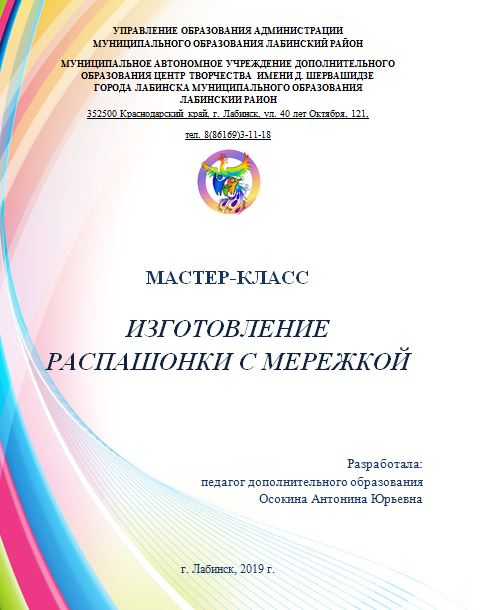 УПРАВЛЕНИЕ ОБРАЗОВАНИЯ АДМИНИСТРАЦИИ
МУНИЦИПАЛЬНОГО ОБРАЗОВАНИЯ ЛАБИНСКИЙ РАЙОН
МУНИЦИПАЛЬНОЕ АВТОНОМНОЕ УЧРЕЖДЕНИЕ ДОПОЛНИТЕЛЬНОГО
ОБРАЗОВАНИЯ ЦЕНТР ТВОРЧЕСТВА ИМЕНИ Д. ШЕРВАШИДЗЕ
ГОРОДА ЛАБИНСКА МУНИЦИПАЛЬНОГО ОБРАЗОВАНИЯ
ЛАБИНСКИЙ РАЙОН
352500 Краснодарский край, г. Лабинск, ул. 40 лет Октября, 121,
тел. 8(86169)3-11-18
МАСТЕР-КЛАСС
ИЗГОТОВЛЕНИЕ
РАСПАШОНКИ С МЕРЕЖКОЙ
Разработала:
педагог дополнительного образования
Осокина Антонина Юрьевна
г. Лабинск, 2019 г.